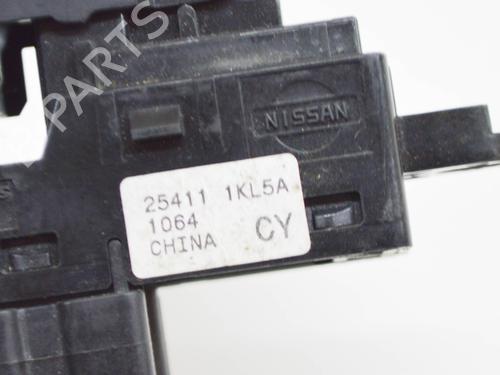 B PARTS
NISSAN
25411 1KL5A
1064
CHINA CY